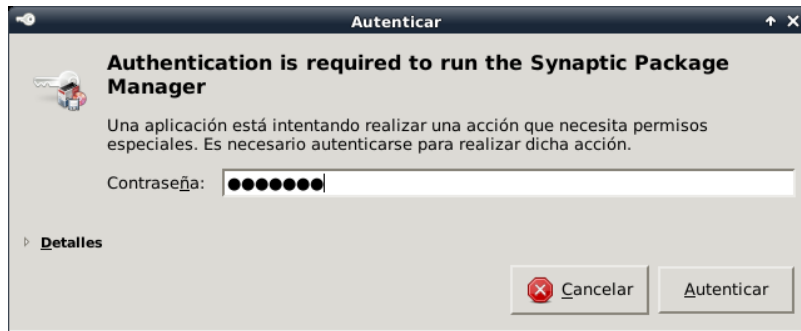 Autenticar
Authentication is required to run the Synaptic Package
Manager
Una aplicación está intentando realizar una acción que necesita permisos
especiales. Es necesario autenticarse para realizar dicha acción.
Contraseña: ●●●●●●●
Detalles
Cancelar Autenticar